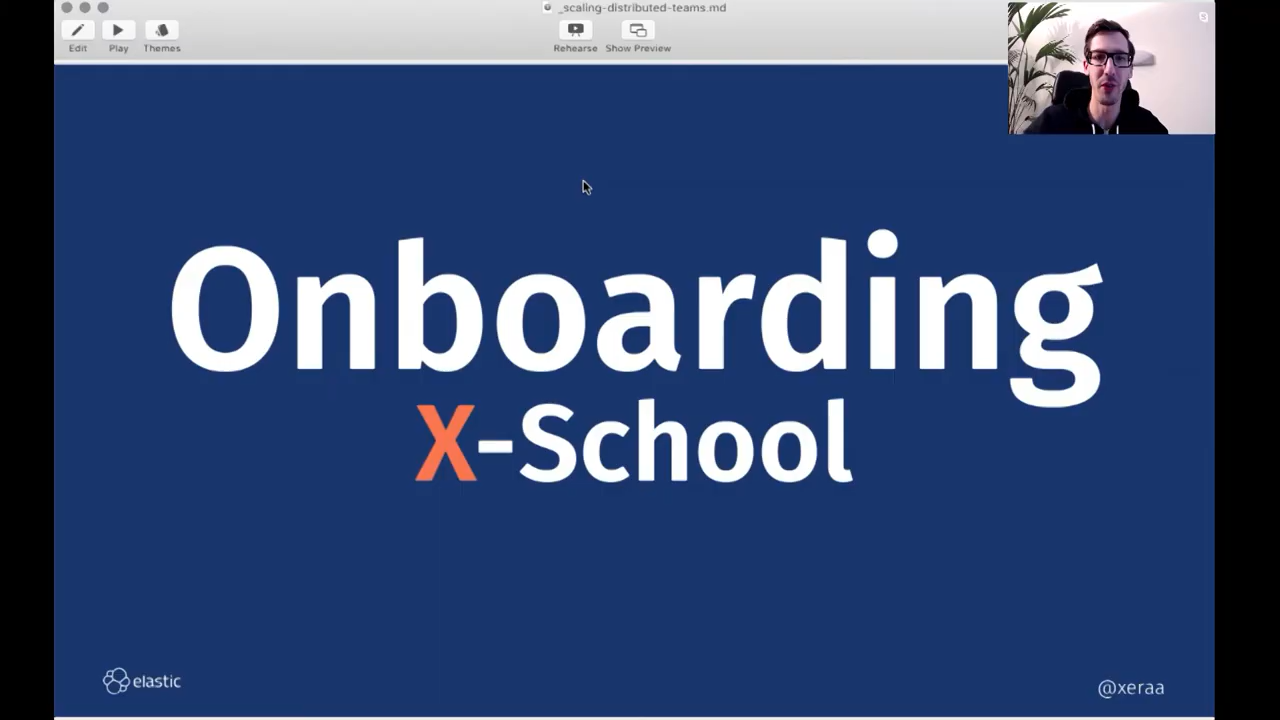 _scaling-distributed-teams.md
Edit Play Themes Rehearse Show Preview
Onboarding
X-School
elastic
@xeraa